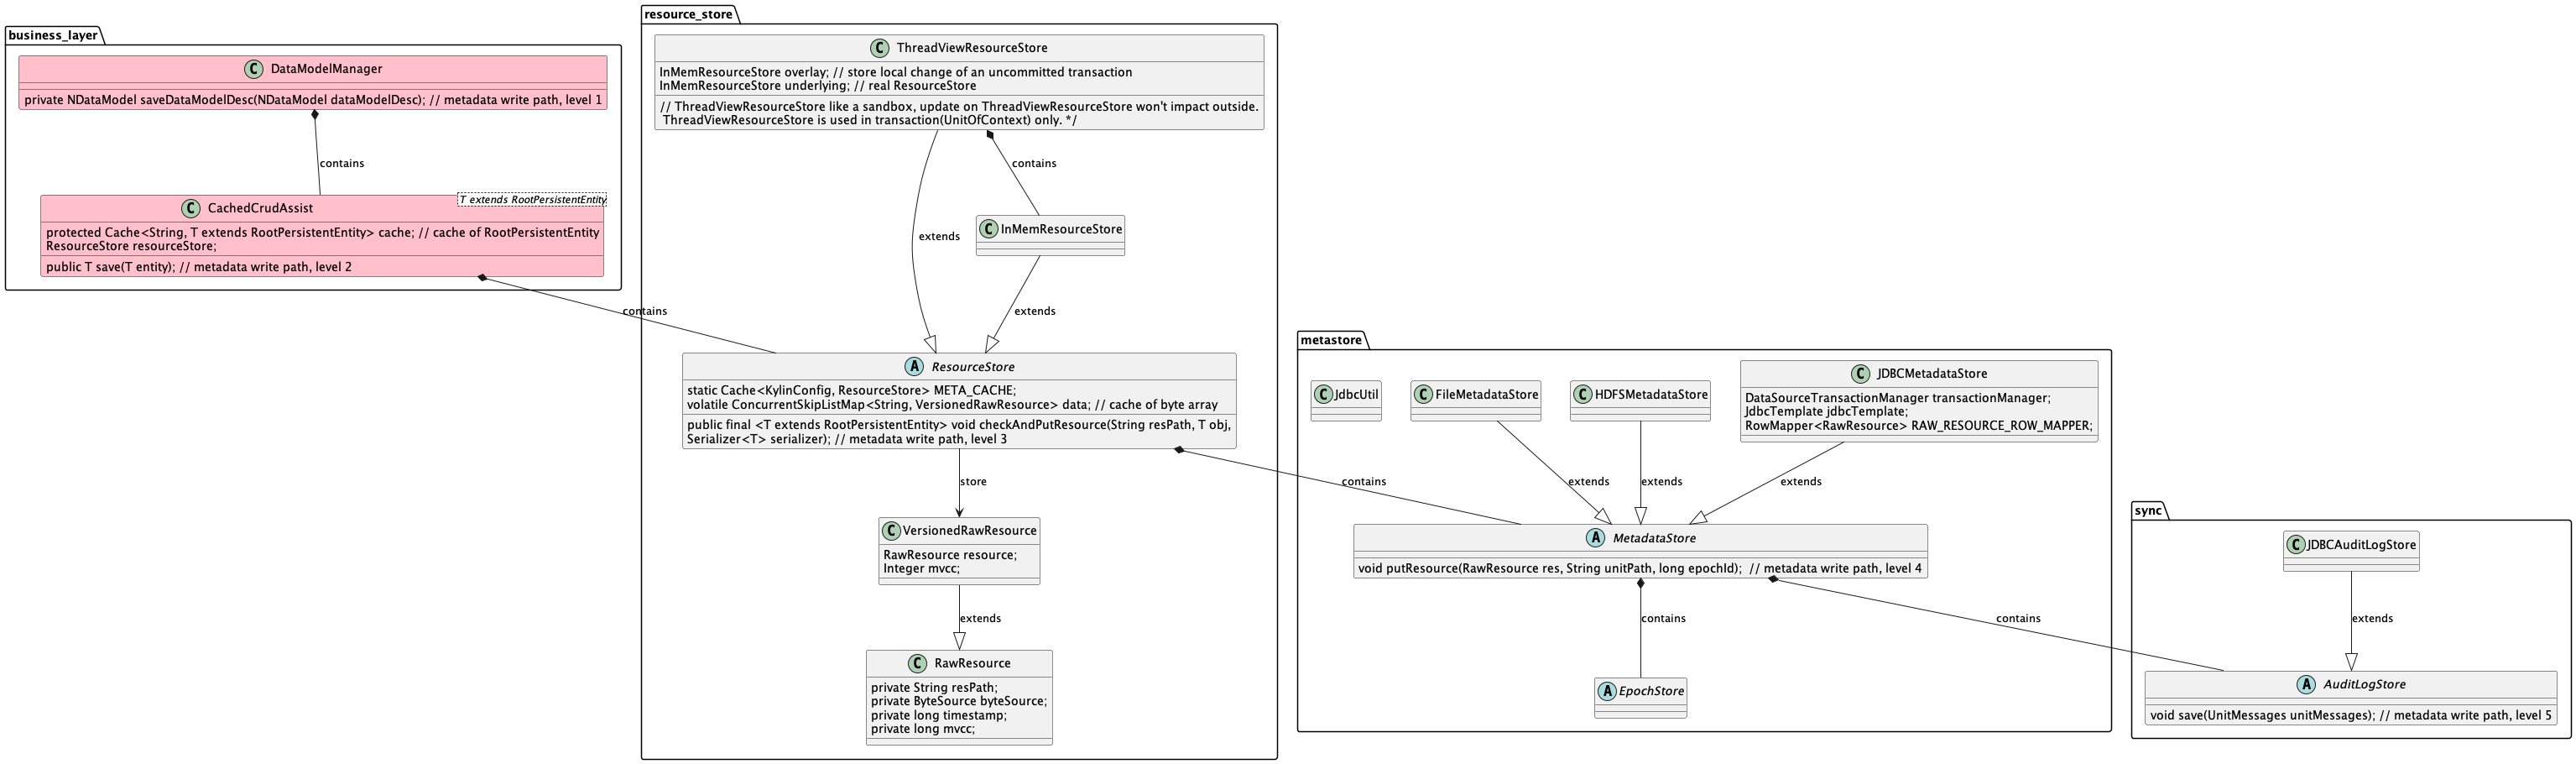 business_layer
C DataModelManager
private NDataModel saveDataModelDesc(NDataModel dataModelDesc); // metadata write path, level 1
contains
T extends RootPersistentEntity
C CachedCrudAssist
protected Cache<String, T extends RootPersistentEntity> cache; // cache of RootPersistentEntity
ResourceStore resourceStore;
public T save(T entity); // metadata write path, level 2
contains
resource_store
C ThreadViewResourceStore
InMemResourceStore overlay; // store local change of an uncommitted transaction
InMemResourceStore underlying; // real ResourceStore
// ThreadViewResourceStore like a sandbox, update on ThreadViewResourceStore won't impact outside.
ThreadViewResourceStore is used in transaction(UnitOfContext) only. */
contains
extends
C InMemResourceStore
extends
A ResourceStore
static Cache<KylinConfig, ResourceStore> META_CACHE;
volatile ConcurrentSkipListMap<String, VersionedRawResource> data; // cache of byte array
public final <T extends RootPersistentEntity> void checkAndPutResource(String resPath, T obj,
Serializer<T> serializer); // metadata write path, level 3
store
contains
C VersionedRawResource
RawResource resource;
Integer mvcc;
extends
C RawResource
private String resPath;
private ByteSource byteSource;
private long timestamp;
private long mvcc;
metastore
C JdbcUtil
C FileMetadataStore
C HDFSMetadataStore
C JDBCMetadataStore
DataSourceTransactionManager transactionManager;
JdbcTemplate jdbcTemplate;
RowMapper<RawResource> RAW_RESOURCE_ROW_MAPPER;
extends
extends
extends
A MetadataStore
void putResource(RawResource res, String unitPath, long epochId);  // metadata write path, level 4
contains
contains
A EpochStore
sync
C JDBCAuditLogStore
extends
A AuditLogStore
void save(UnitMessages unitMessages); // metadata write path, level 5